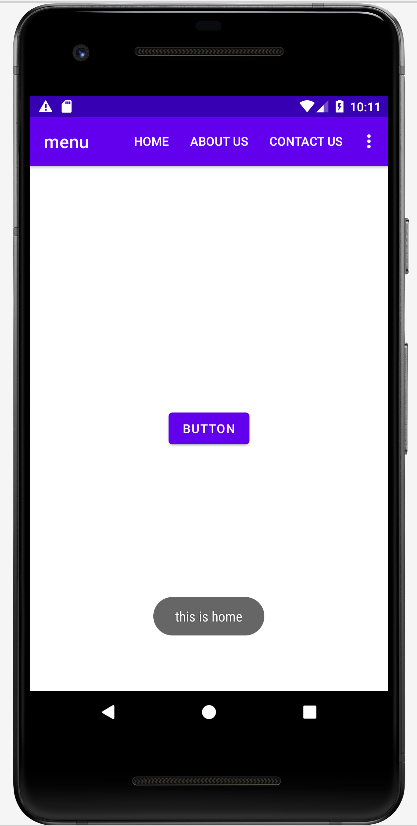 10:11
menu HOME ABOUT US CONTACT US
BUTTON
this is home